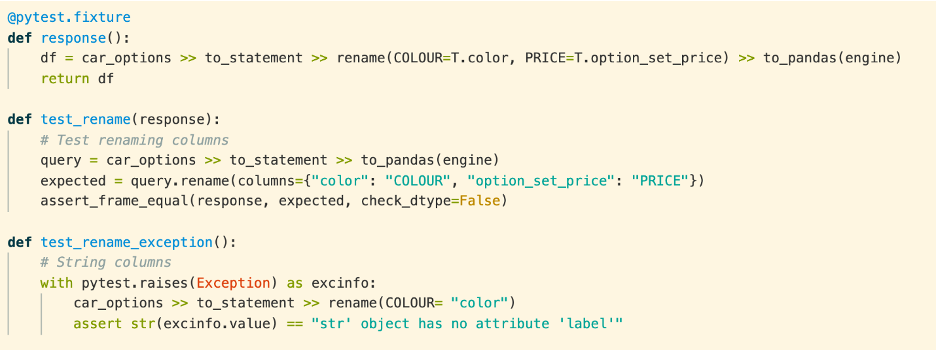 @pytest.fixture
def response():
    df = car_options >> to_statement >> rename(COLOUR=T.color, PRICE=T.option_set_price) >> to_pandas(engine)
    return df

def test_rename(response):
    # Test renaming columns
    query = car_options >> to_statement >> to_pandas(engine)
    expected = query.rename(columns={"color": "COLOUR", "option_set_price": "PRICE"})
    assert_frame_equal(response, expected, check_dtype=False)

def test_rename_exception():
    # String columns
    with pytest.raises(Exception) as excinfo:
        car_options >> to_statement >> rename(COLOUR= "color")
        assert str(excinfo.value) == "str' object has no attribute 'label'"